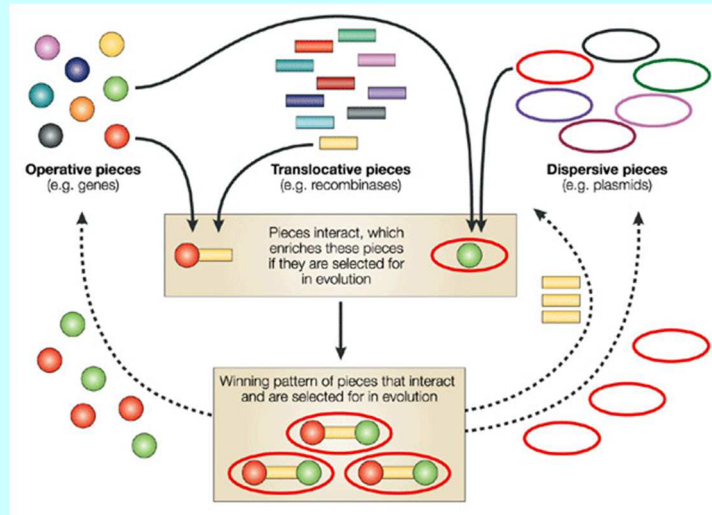 Operative pieces
(e.g. genes)
Translocative pieces
(e.g. recombinases)
Dispersive pieces
(e.g. plasmids)
Pieces interact, which
enriches these pieces
if they are selected for
in evolution
Winning pattern of pieces that interact
and are selected for in evolution